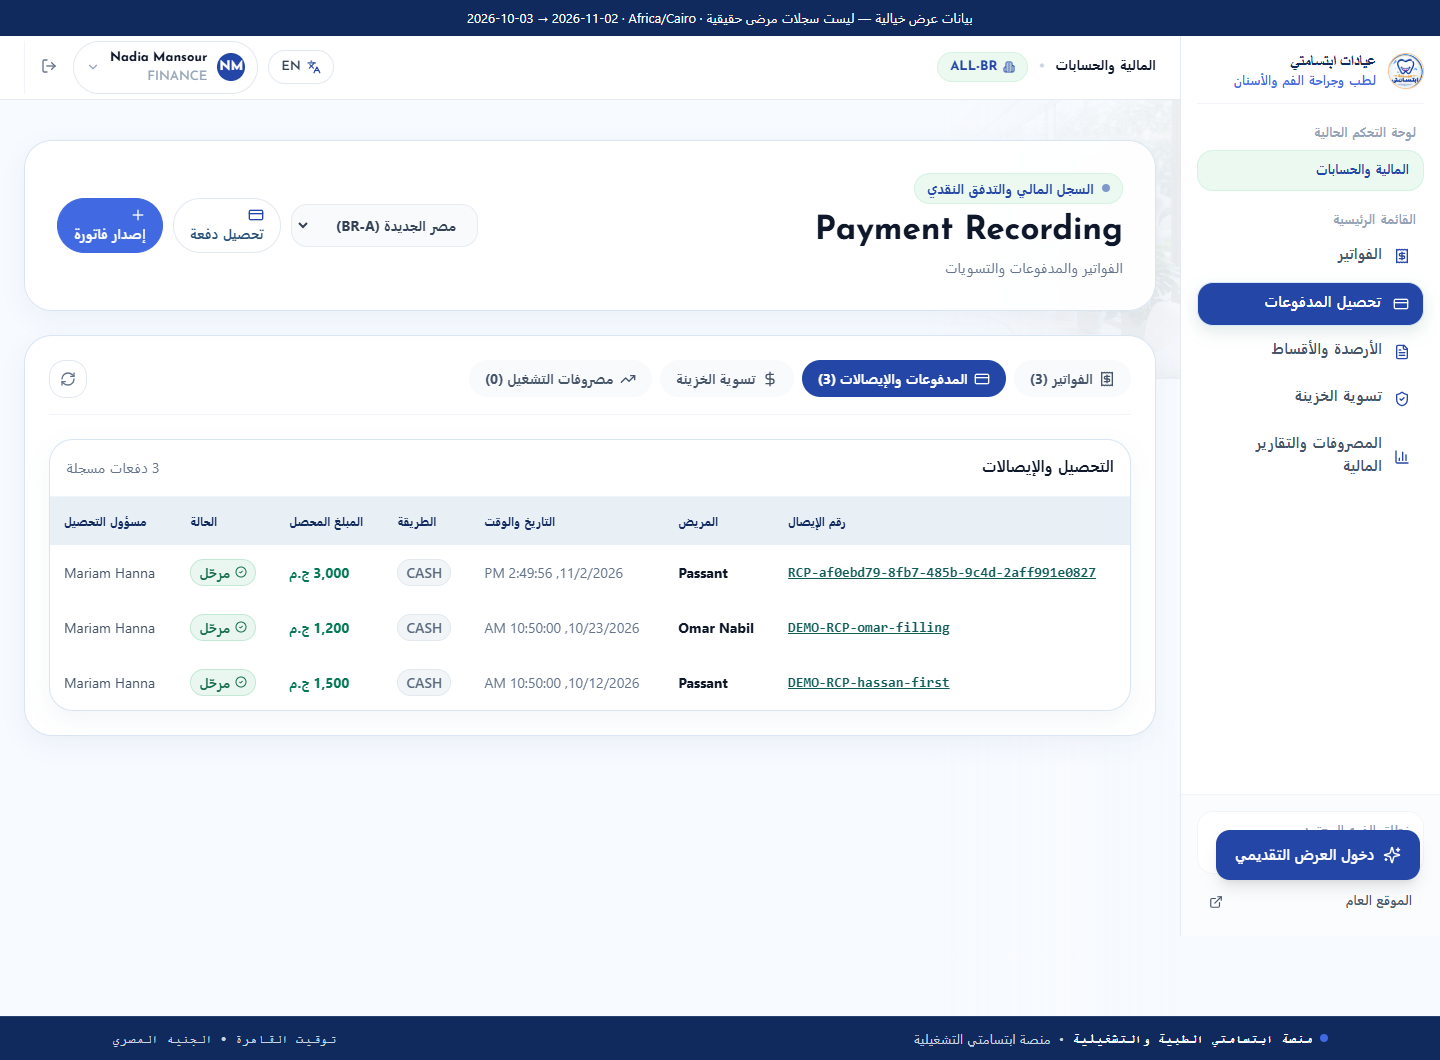 بيانات عرض خيالية — ليست سجلات مرضى حقيقية · Africa/Cairo · 2026-11-02 → 2026-10-03
عيادات ابتسامتي
لطب وجراحة الفم والأسنان
لوحة التحكم الحالية
المالية والحسابات
القائمة الرئيسية
الفواتير
تحصيل المدفوعات
الأرصدة والأقساط
تسوية الخزينة
المصروفات والتقارير
المالية
دخول العرض التقديمي
الموقع العام
المالية والحسابات • ALL-BR
EN
Nadia Mansour
FINANCE
NM
السجل المالي والتدفق النقدي
Payment Recording
الفواتير والمدفوعات والتسويات
مصر الجديدة (BR-A)
تحصيل دفعة
إصدار فاتورة
الفواتير (3)
المدفوعات والإيصالات (3)
تسوية الخزينة
مصروفات التشغيل (0)
التحصيل والإيصالات
3 دفعات مسجلة
رقم الإيصال المريض التاريخ والوقت الطريقة المبلغ المحصل الحالة مسؤول التحصيل
RCP-af0ebd79-8fb7-485b-9c4d-2aff991e0827 Passant 11/2/2026, 2:49:56 PM CASH 3,000 ج.م مرحّل Mariam Hanna
DEMO-RCP-omar-filling Omar Nabil 10/23/2026, 10:50:00 AM CASH 1,200 ج.م مرحّل Mariam Hanna
DEMO-RCP-hassan-first Passant 10/12/2026, 10:50:00 AM CASH 1,500 ج.م مرحّل Mariam Hanna
منصة ابتسامتي الطبية والتشغيلية • منصة ابتسامتي التشغيلية
توقيت القاهرة • الجنيه المصري